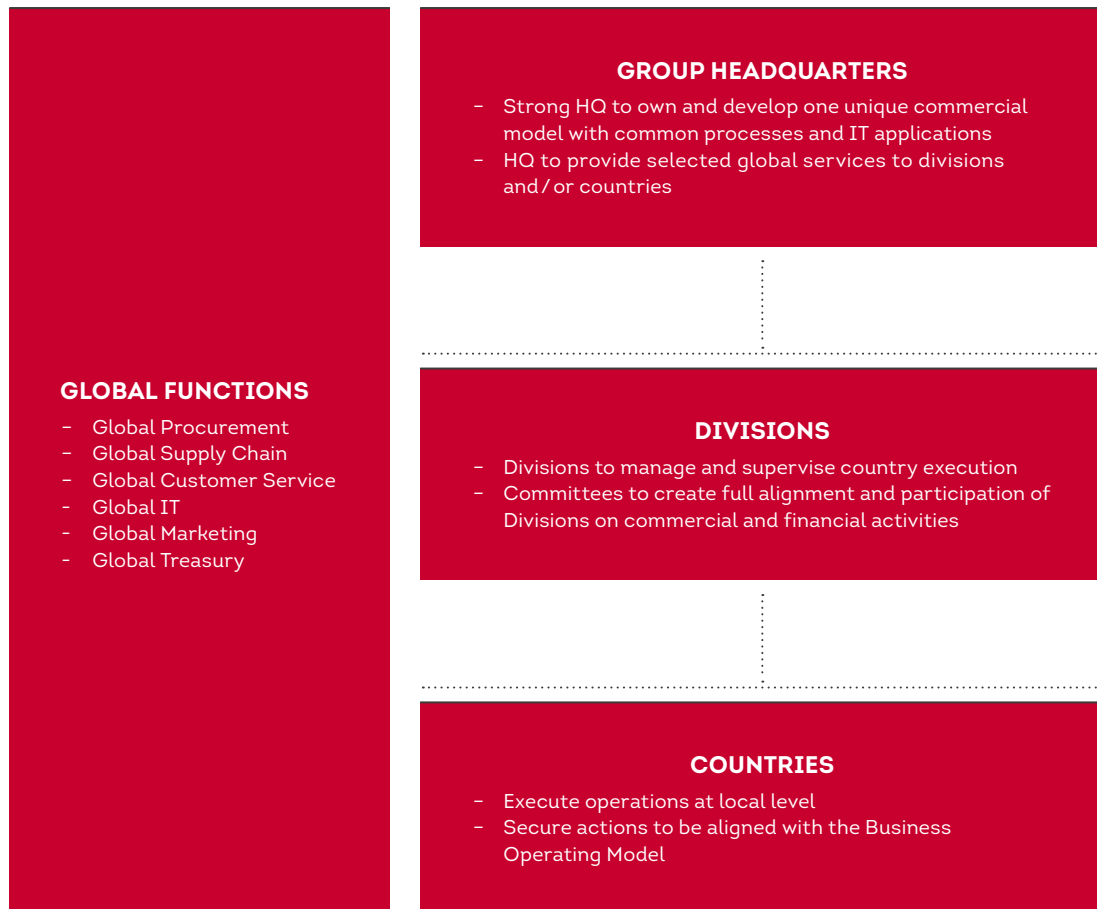 GLOBAL FUNCTIONS
– Global Procurement
– Global Supply Chain
– Global Customer Service
- Global IT
- Global Marketing
- Global Treasury
GROUP HEADQUARTERS
– Strong HQ to own and develop one unique commercial
model with common processes and IT applications
– HQ to provide selected global services to divisions
and / or countries
DIVISIONS
– Divisions to manage and supervise country execution
– Committees to create full alignment and participation of
Divisions on commercial and financial activities
COUNTRIES
– Execute operations at local level
– Secure actions to be aligned with the Business
Operating Model